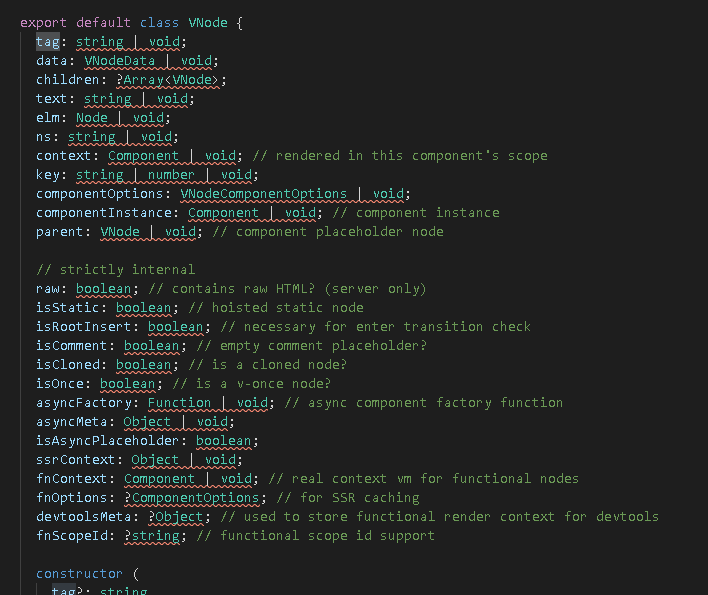 export default class VNode {
tag: string | void;
data: VNodeData | void;
children: ?Array<VNode>;
text: string | void;
elm: Node | void;
ns: string | void;
context: Component | void; // rendered in this component's scope
key: string | number | void;
componentOptions: VNodeComponentOptions | void;
componentInstance: Component | void; // component instance
parent: VNode | void; // component placeholder node
// strictly internal
raw: boolean; // contains raw HTML? (server only)
isStatic: boolean; // hoisted static node
isRootInsert: boolean; // necessary for enter transition check
isComment: boolean; // empty comment placeholder?
isCloned: boolean; // is a cloned node?
isOnce: boolean; // is a v-once node?
asyncFactory: Function | void; // async component factory function
asyncMeta: Object | void;
isAsyncPlaceholder: boolean;
ssrContext: Object | void;
fnContext: Component | void; // real context vm for functional nodes
fnOptions: ?ComponentOptions; // for SSR caching
devtoolsMeta: ?Object; // used to store functional render context for devtools
fnScopeId: ?string; // functional scope id support
constructor (
tag?: string